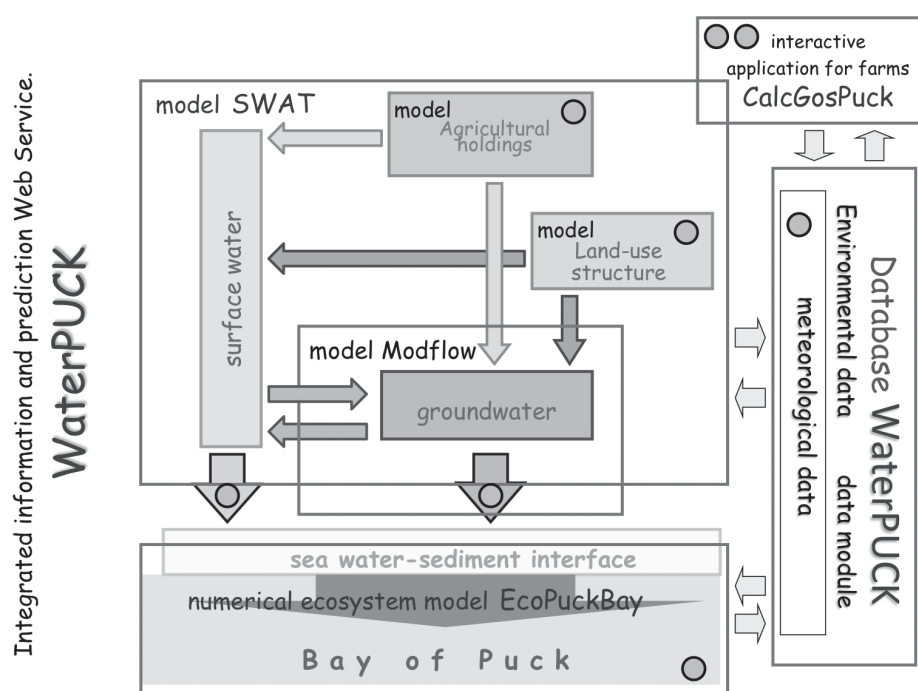 Integrated information and prediction Web Service.
WaterPUCK
model SWAT
model
Agricultural
holdings
interactive
application for farms
CalcGosPuck
surface water
model
Land-use
structure
model Modflow
groundwater
Database WaterPUCK
Environmental data data module
meteorological data
sea water-sediment interface
numerical ecosystem model EcoPuckBay
Bay of Puck